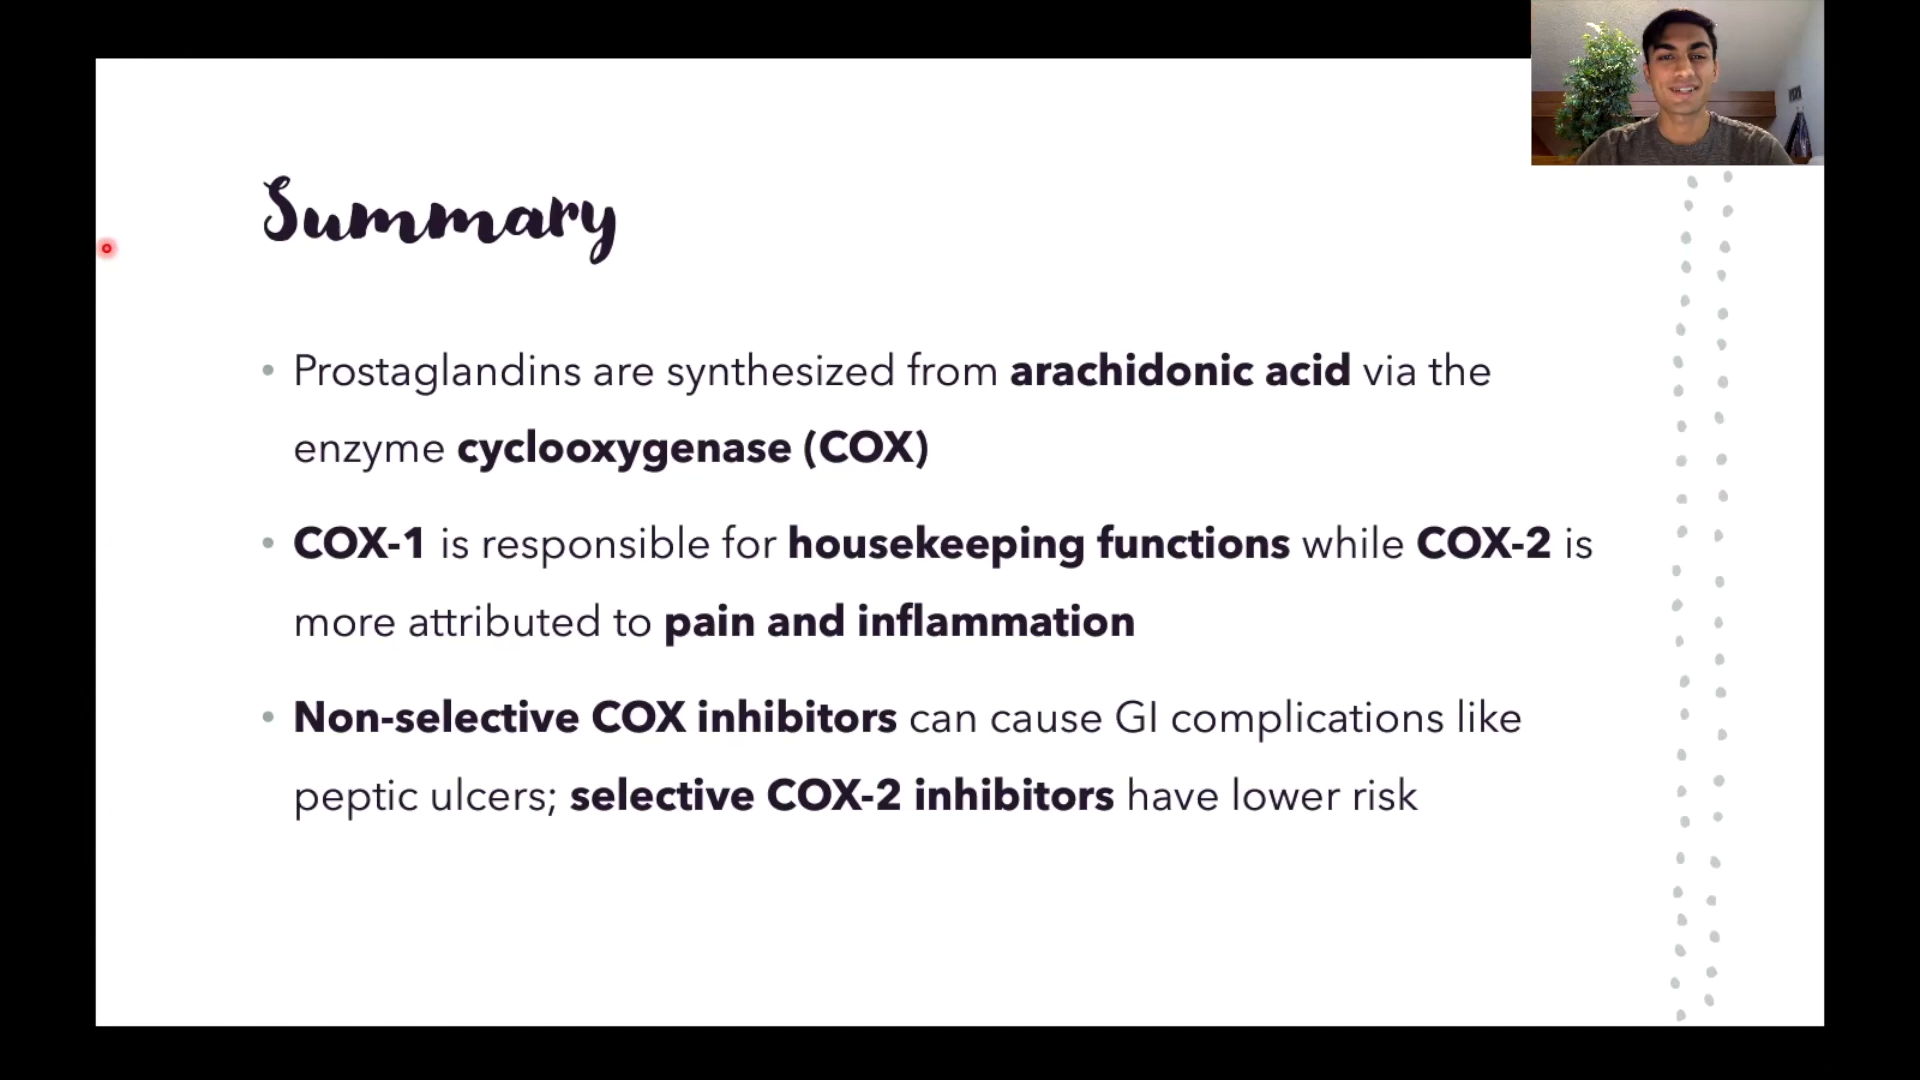 Summary
• Prostaglandins are synthesized from arachidonic acid via the
enzyme cyclooxygenase (COX)
• COX-1 is responsible for housekeeping functions while COX-2 is
more attributed to pain and inflammation
• Non-selective COX inhibitors can cause GI complications like
peptic ulcers; selective COX-2 inhibitors have lower risk